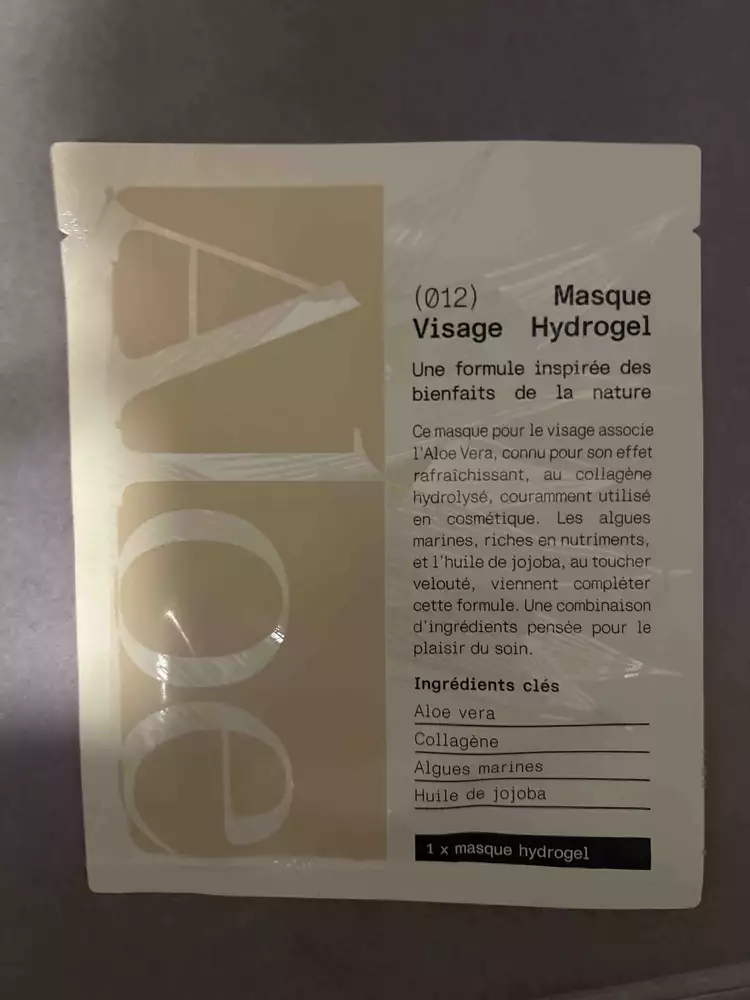 Aloe
(012) Masque
Visage Hydrogel
Une formule inspirée des
bienfaits de la nature
Ce masque pour le visage associe
l'Aloe Vera, connu pour son effet
rafraîchissant, au collagène
hydrolysé, couramment utilisé
en cosmétique. Les algues
marines, riches en nutriments,
et l'huile de jojoba, au toucher
velouté, viennent compléter
cette formule. Une combinaison
d'ingrédients pensée pour le
plaisir du soin.
Ingrédients clés
Aloe vera
Collagène
Algues marines
Huile de jojoba
1 x masque hydrogel